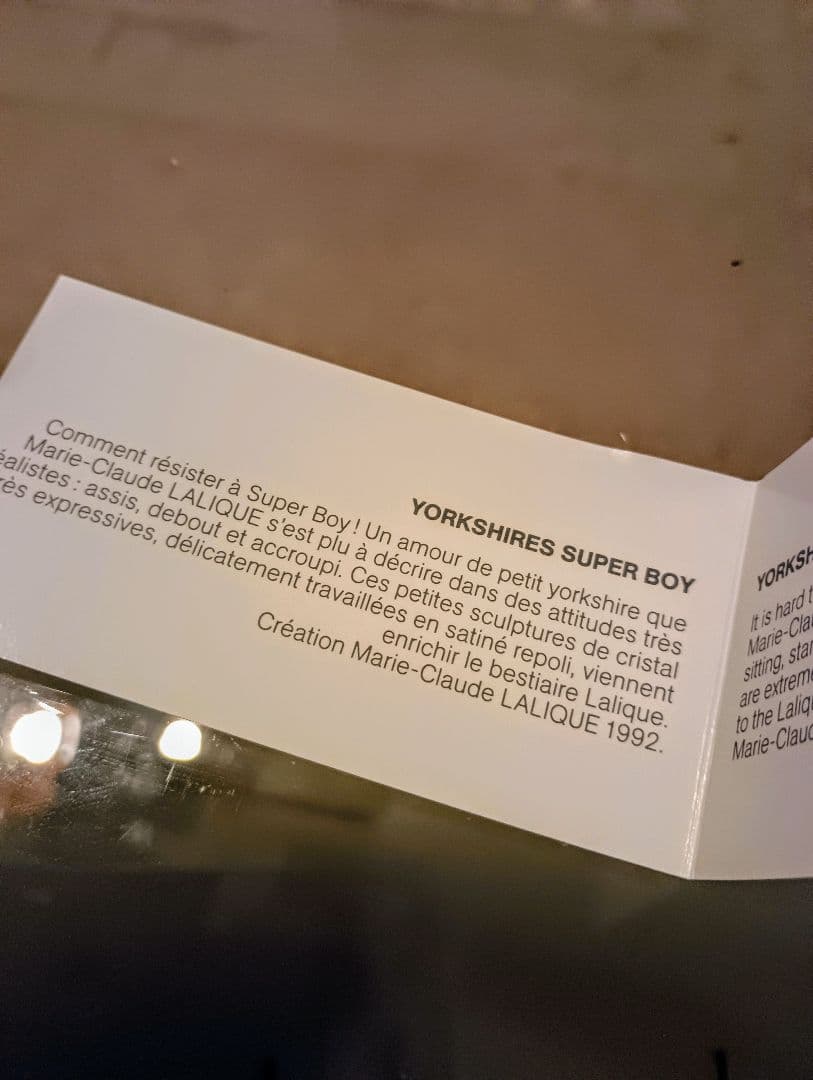 YORKSHIRES SUPER BOY
Comment résister à Super Boy ! Un amour de petit yorkshire que
Marie-Claude LALIQUE s'est plu à décrire dans des attitudes très
éalistes : assis, debout et accroupi. Ces petites sculptures de cristal
rès expressives, délicatement travaillées en satiné repoli, viennent
enrichir le bestiaire Lalique.
Création Marie-Claude LALIQUE 1992.
YORKSH
It is hard t
Marie-Cla
sitting, sta
are extreme
to the Laliq
Marie-Claud